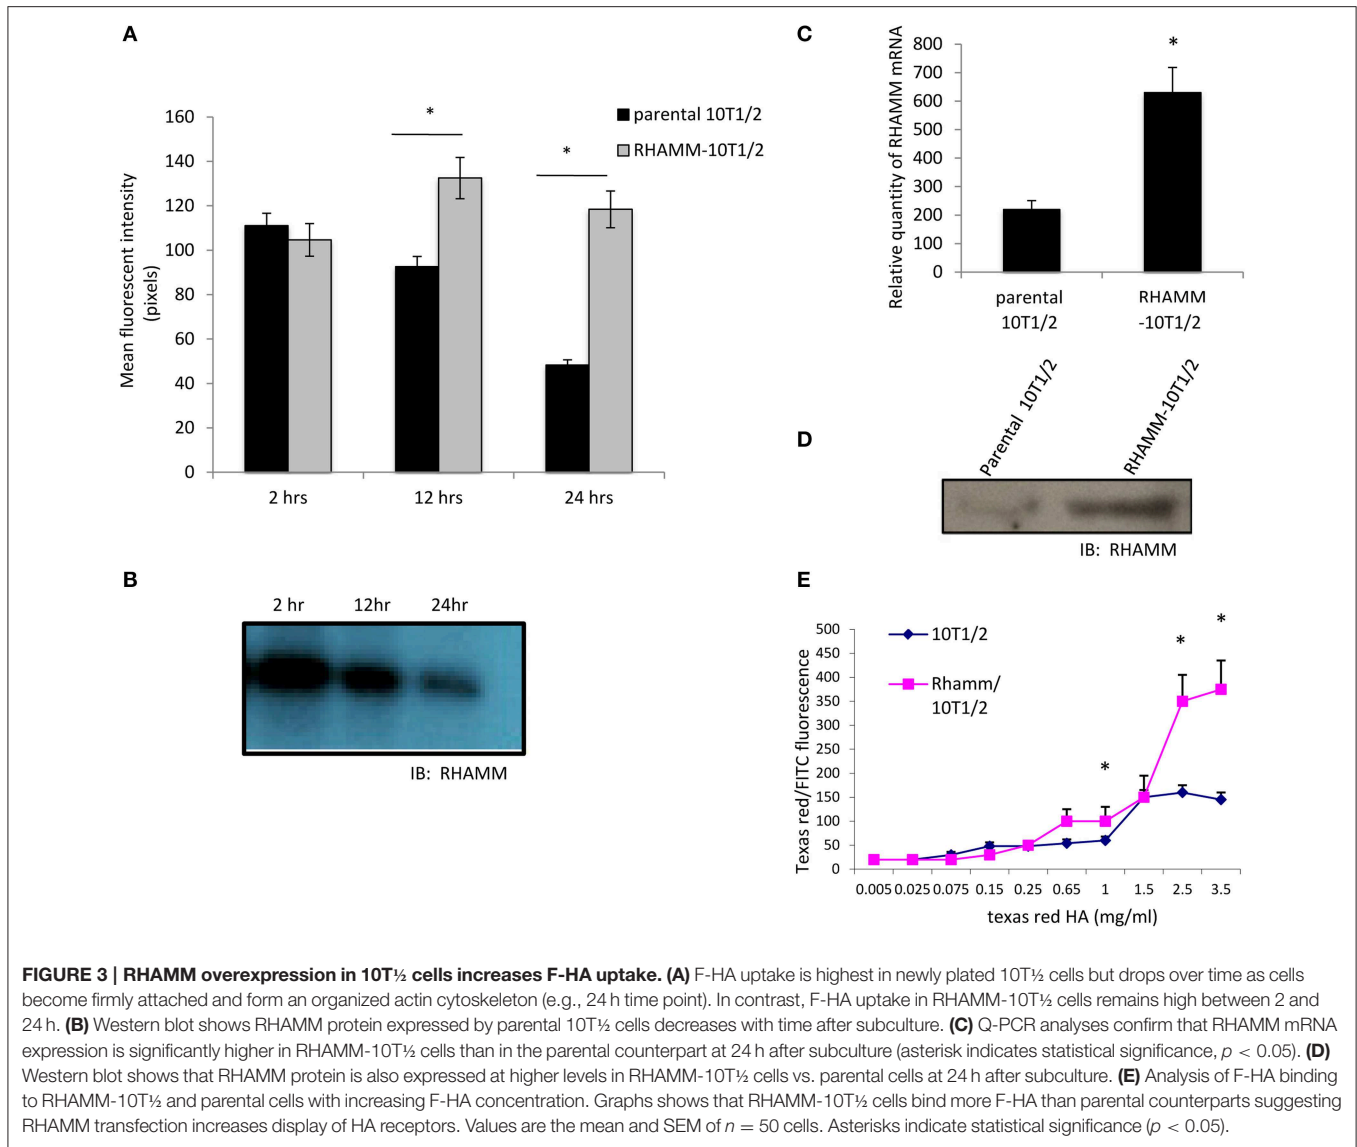 A
160
140
120
100
80
60
40
20
0
Mean fluorescent intensity
(pixels)
*
*
parental 10T1/2
RHAMM-10T1/2
2 hrs 12 hrs 24 hrs
B
2 hr 12hr 24hr
IB: RHAMM
C
800
700
600
500
400
300
200
100
0
Relative quantity of RHAMM mRNA
*
parental
10T1/2
RHAMM
-10T1/2
D
Parental 10T1/2
RHAMM-10T1/2
IB: RHAMM
E
500
450
400
350
300
250
200
150
100
50
0
Texas red/FITC fluorescence
10T1/2
Rhamm/
10T1/2
*
*
*
0.005 0.025 0.075 0.15 0.25 0.65 1 1.5 2.5 3.5
texas red HA (mg/ml)
FIGURE 3 | RHAMM overexpression in 10T½ cells increases F-HA uptake. (A) F-HA uptake is highest in newly plated 10T½ cells but drops over time as cells
become firmly attached and form an organized actin cytoskeleton (e.g., 24 h time point). In contrast, F-HA uptake in RHAMM-10T½ cells remains high between 2 and
24 h. (B) Western blot shows RHAMM protein expressed by parental 10T½ cells decreases with time after subculture. (C) Q-PCR analyses confirm that RHAMM mRNA
expression is significantly higher in RHAMM-10T½ cells than in the parental counterpart at 24 h after subculture (asterisk indicates statistical significance, p < 0.05). (D)
Western blot shows that RHAMM protein is also expressed at higher levels in RHAMM-10T½ cells vs. parental cells at 24 h after subculture. (E) Analysis of F-HA binding
to RHAMM-10T½ and parental cells with increasing F-HA concentration. Graphs shows that RHAMM-10T½ cells bind more F-HA than parental counterparts suggesting
RHAMM transfection increases display of HA receptors. Values are the mean and SEM of n = 50 cells. Asterisks indicate statistical significance (p < 0.05).